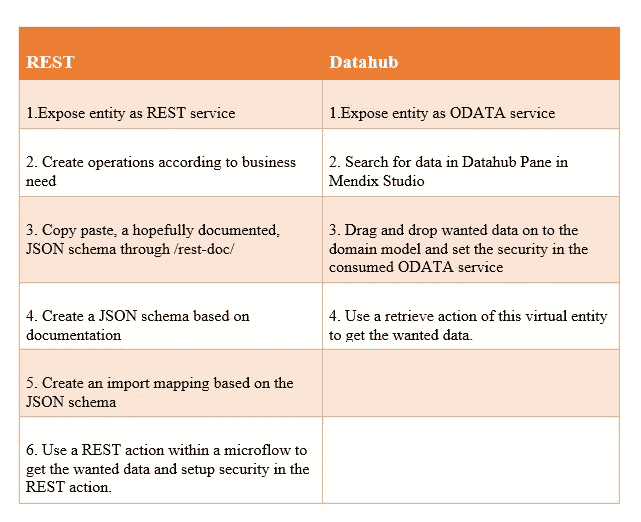 REST
Datahub
1.Expose entity as REST service
1.Expose entity as ODATA service
2. Create operations according to business
need
2. Search for data in Datahub Pane in
Mendix Studio
3. Copy paste, a hopefully documented,
JSON schema through /rest-doc/
3. Drag and drop wanted data on to the
domain model and set the security in the
consumed ODATA service
4. Create a JSON schema based on
documentation
4. Use a retrieve action of this virtual entity
to get the wanted data.
5. Create an import mapping based on the
JSON schema
6. Use a REST action within a microflow to
get the wanted data and setup security in the
REST action.